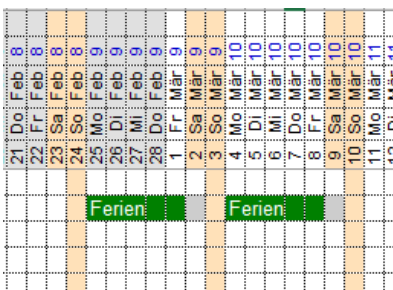 21 Do Feb 8
22 Fr Feb 8
23 Sa Feb 8
24 So Feb 8
25 Mo Feb 9
26 Di Feb 9
27 Mi Feb 9
28 Do Feb 9
1 Fr Mär 9
2 Sa Mär 9
3 So Mär 9
4 Mo Mär 10
5 Di Mär 10
6 Mi Mär 10
7 Do Mär 10
8 Fr Mär 10
9 Sa Mär 10
10 So Mär 10
11 Mo Mär 11
Ferien Ferien